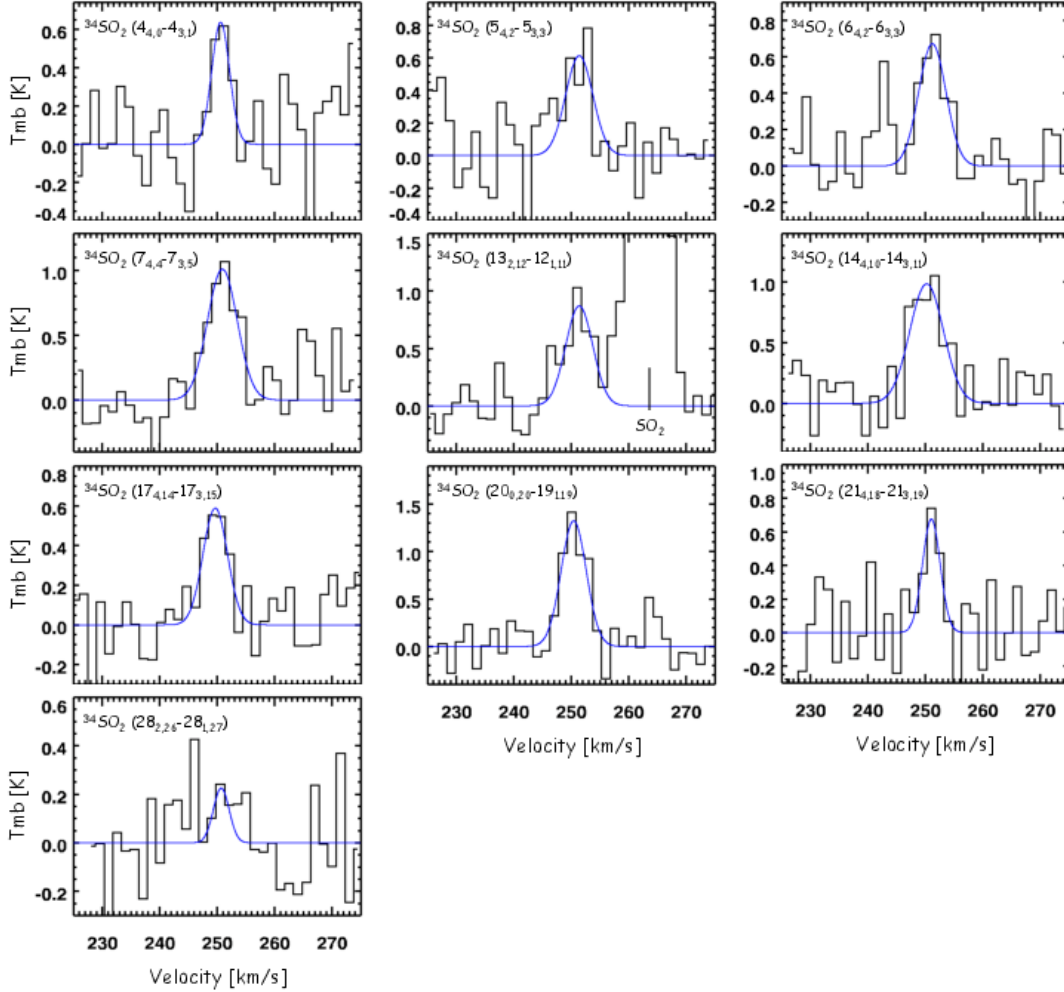 ³⁴SO₂ (4₄,₀-4₃,₁) ³⁴SO₂ (5₄,₂-5₃,₃) ³⁴SO₂ (6₄,₂-6₃,₃)
Tmb [K]
0.6 0.4 0.2 0.0 -0.2 -0.4
0.8 0.6 0.4 0.2 0.0 -0.2 -0.4
0.8 0.6 0.4 0.2 0.0 -0.2
³⁴SO₂ (7₄,₄-7₃,₅) ³⁴SO₂ (13₂,₁₂-12₁,₁₁) ³⁴SO₂ (14₄,₁₀-14₃,₁₁)
Tmb [K]
1.0 0.5 0.0
1.5 1.0 0.5 0.0
SO₂
1.0 0.5 0.0
³⁴SO₂ (17₄,₁₄-17₃,₁₅) ³⁴SO₂ (20₀,₂₀-19₁,₁₉) ³⁴SO₂ (21₄,₁₈-21₃,₁₉)
Tmb [K]
0.8 0.6 0.4 0.2 0.0 -0.2
1.5 1.0 0.5 0.0
1.0 0.8 0.6 0.4 0.2 0.0 -0.2
230 240 250 260 270
Velocity [km/s]
230 240 250 260 270
Velocity [km/s]
³⁴SO₂ (28₂,₂₆-28₁,₂₇)
Tmb [K]
0.6 0.4 0.2 0.0 -0.2
230 240 250 260 270
Velocity [km/s]